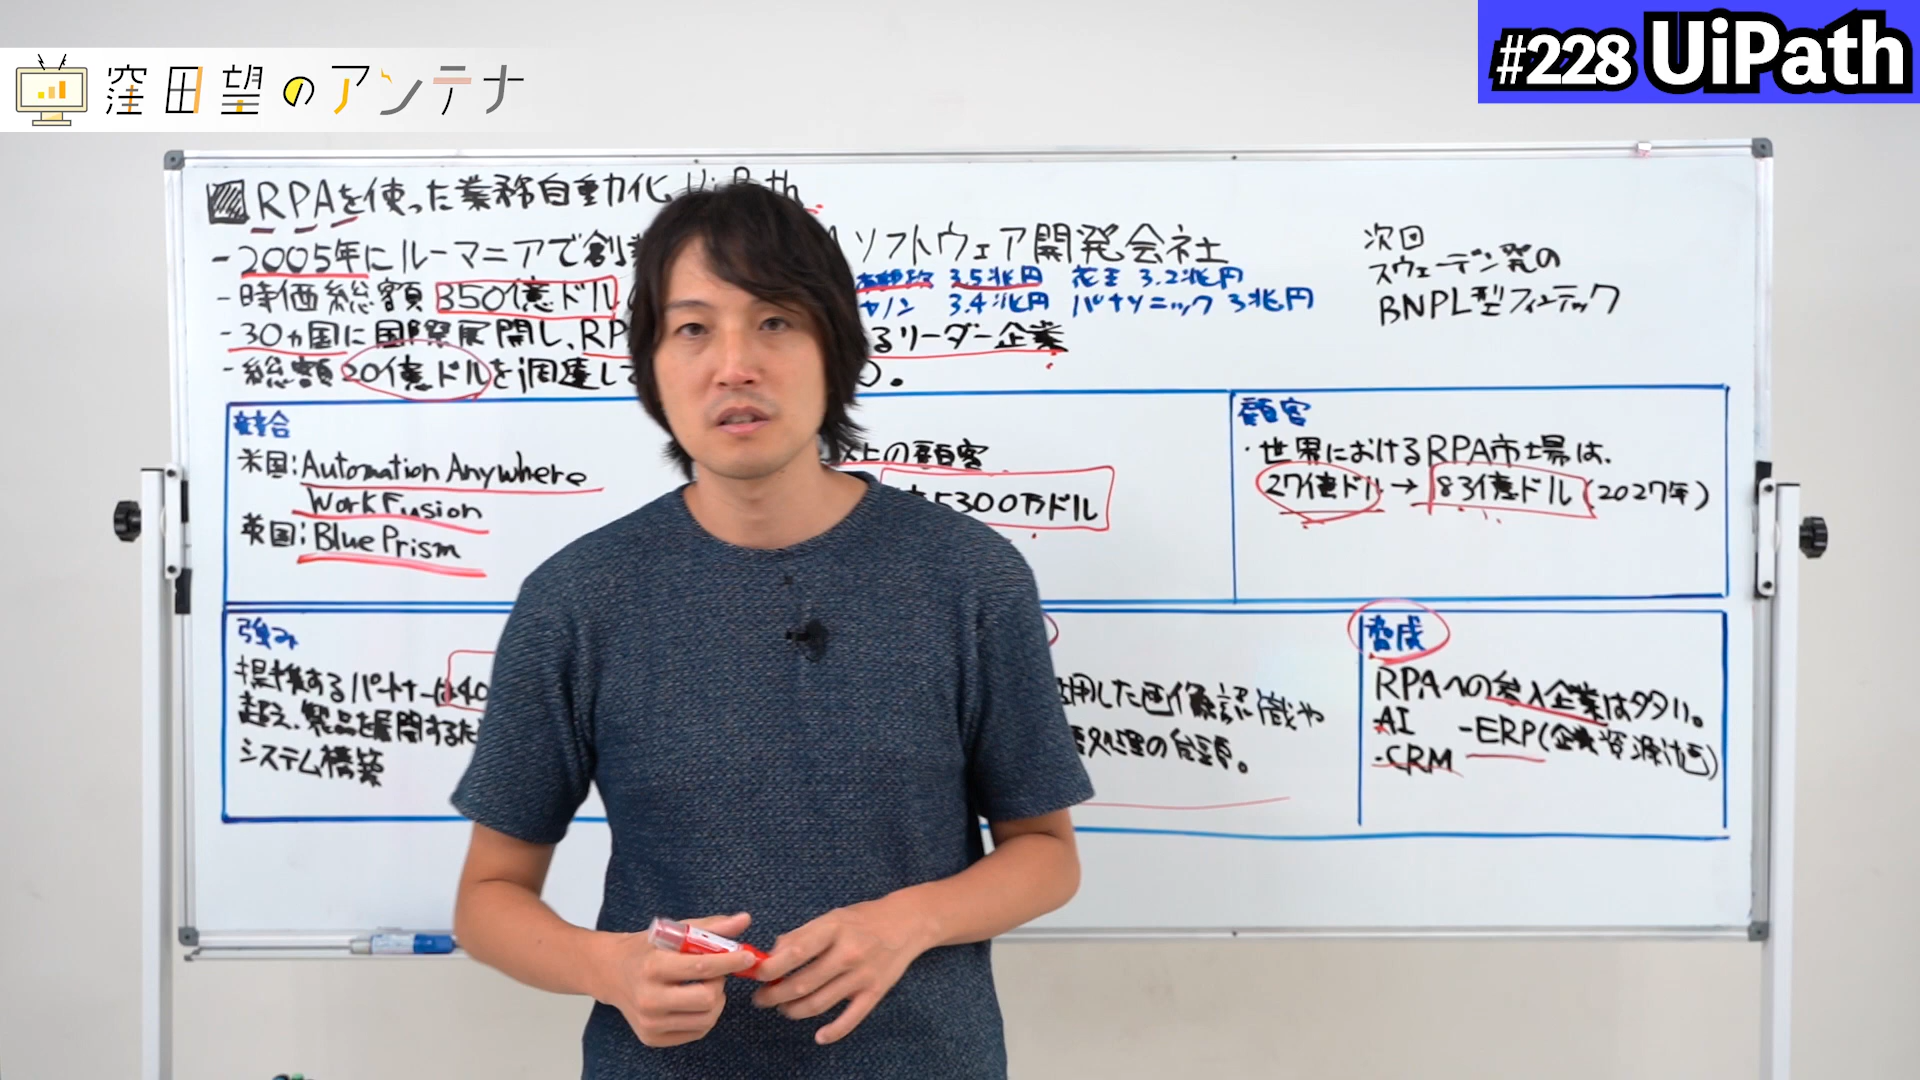 窪田望のアンテナ
#228 UiPath
RPAを使った業務自動化 UiPath
- 2005年にルーマニアで創
Aソフトウェア開発会社
- 時価総額 350億ドル
3.5兆円 花王 3.2兆円
ヤノン 3.4兆円 パナソニック 3兆円
- 30ヵ国に国際展開し、RP
るリーダー企業
- 総額20億ドルを調達し
次回
スウェーデン発の
BNPL型フィンテック
競合
米国:Automation Anywhere
WorkFusion
英国:Blue Prism
以上の顧客
5300万ドル
顧客
・世界におけるRPA市場は、
27億ドル→83億ドル(2027年)
強み
提携するパートナーは40
超え、製品を展開するた
システム構築
活用した画像認識や
語処理の台頭。
脅威
RPAへの参入企業は多い。
-AI -ERP(企業資源計画)
-CRM